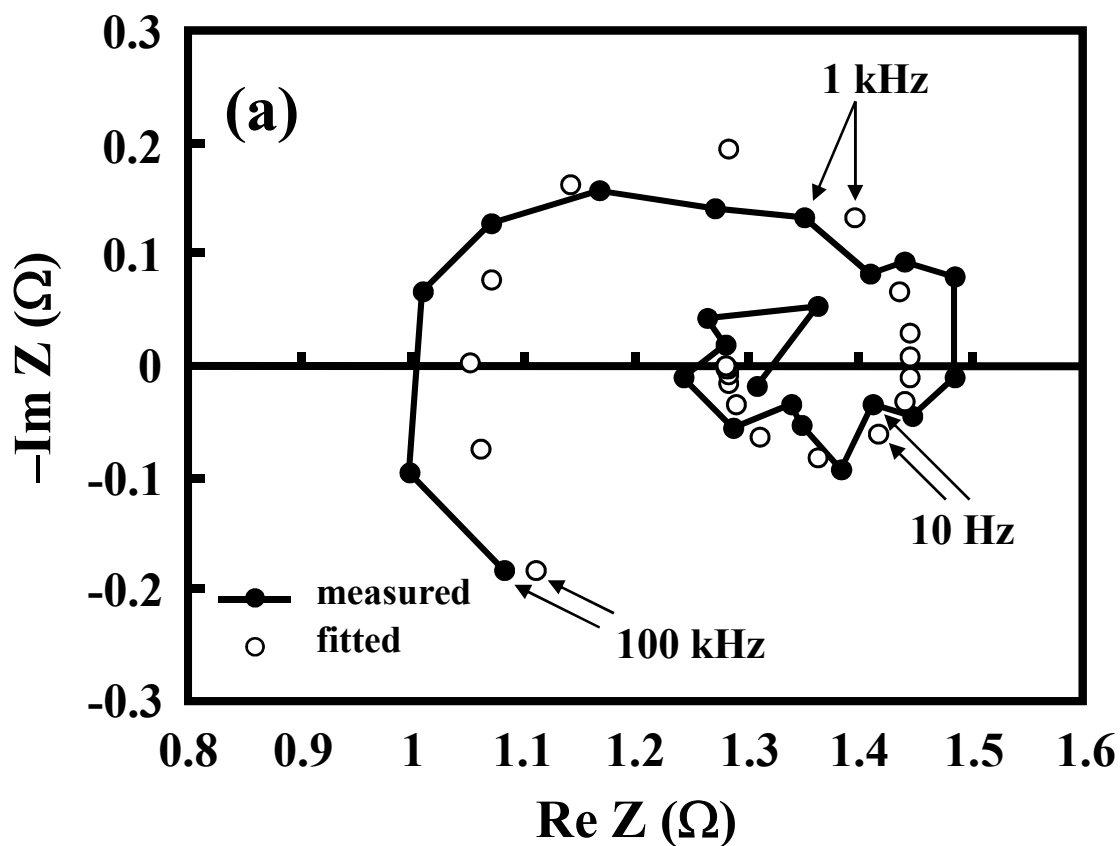 0.3
(a)
1 kHz
0.2
0.1
0
-0.1
-0.2
-0.3
–Im Z (Ω)
10 Hz
measured
fitted
100 kHz
0.8 0.9 1 1.1 1.2 1.3 1.4 1.5 1.6
Re Z (Ω)